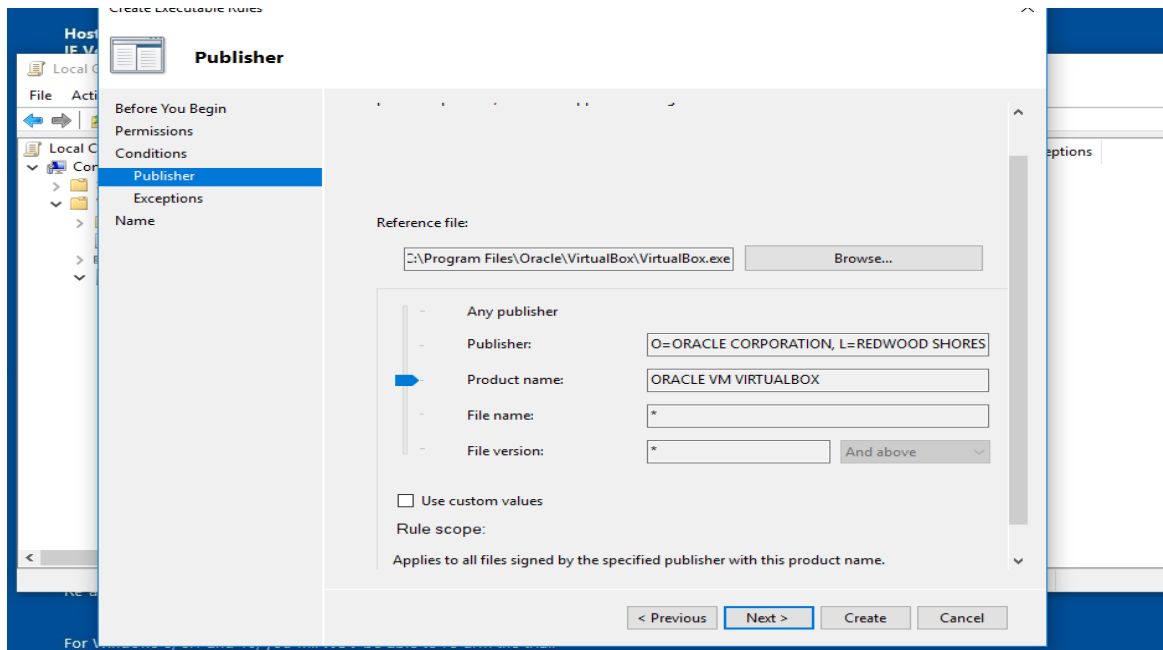 Create Executable Rules
Host
IE Ve
Publisher
Local C
File Acti
Local C
Con
Before You Begin
Permissions
Conditions
Publisher
Exceptions
Name
eptions
Reference file:
C:\Program Files\Oracle\VirtualBox\VirtualBox.exe
Browse...
Any publisher
Publisher:
O=ORACLE CORPORATION, L=REDWOOD SHORES
Product name:
ORACLE VM VIRTUALBOX
File name:
*
File version:
*
And above
Use custom values
Rule scope:
Applies to all files signed by the specified publisher with this product name.
< Previous
Next >
Create
Cancel